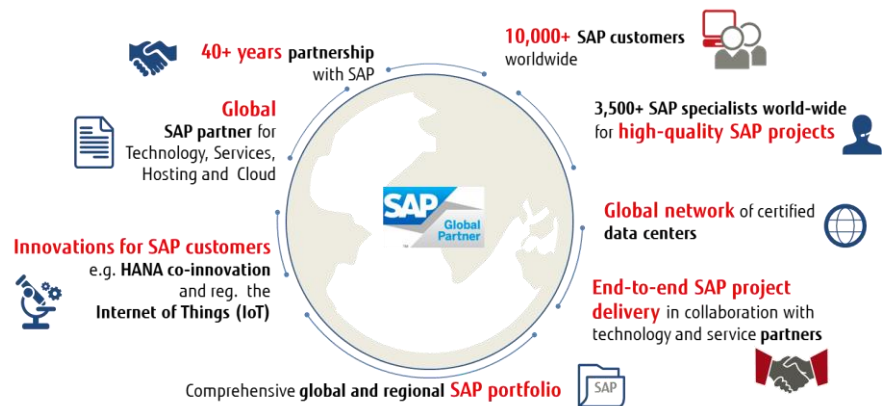 40+ years partnership
with SAP
10,000+ SAP customers
worldwide
Global
SAP partner for
Technology, Services,
Hosting and Cloud
3,500+ SAP specialists world-wide
for high-quality SAP projects
SAP
Global
Partner
Global network of certified
data centers
Innovations for SAP customers
e.g. HANA co-innovation
and reg. the
Internet of Things (IoT)
End-to-end SAP project
delivery in collaboration with
technology and service partners
Comprehensive global and regional SAP portfolio
SAP